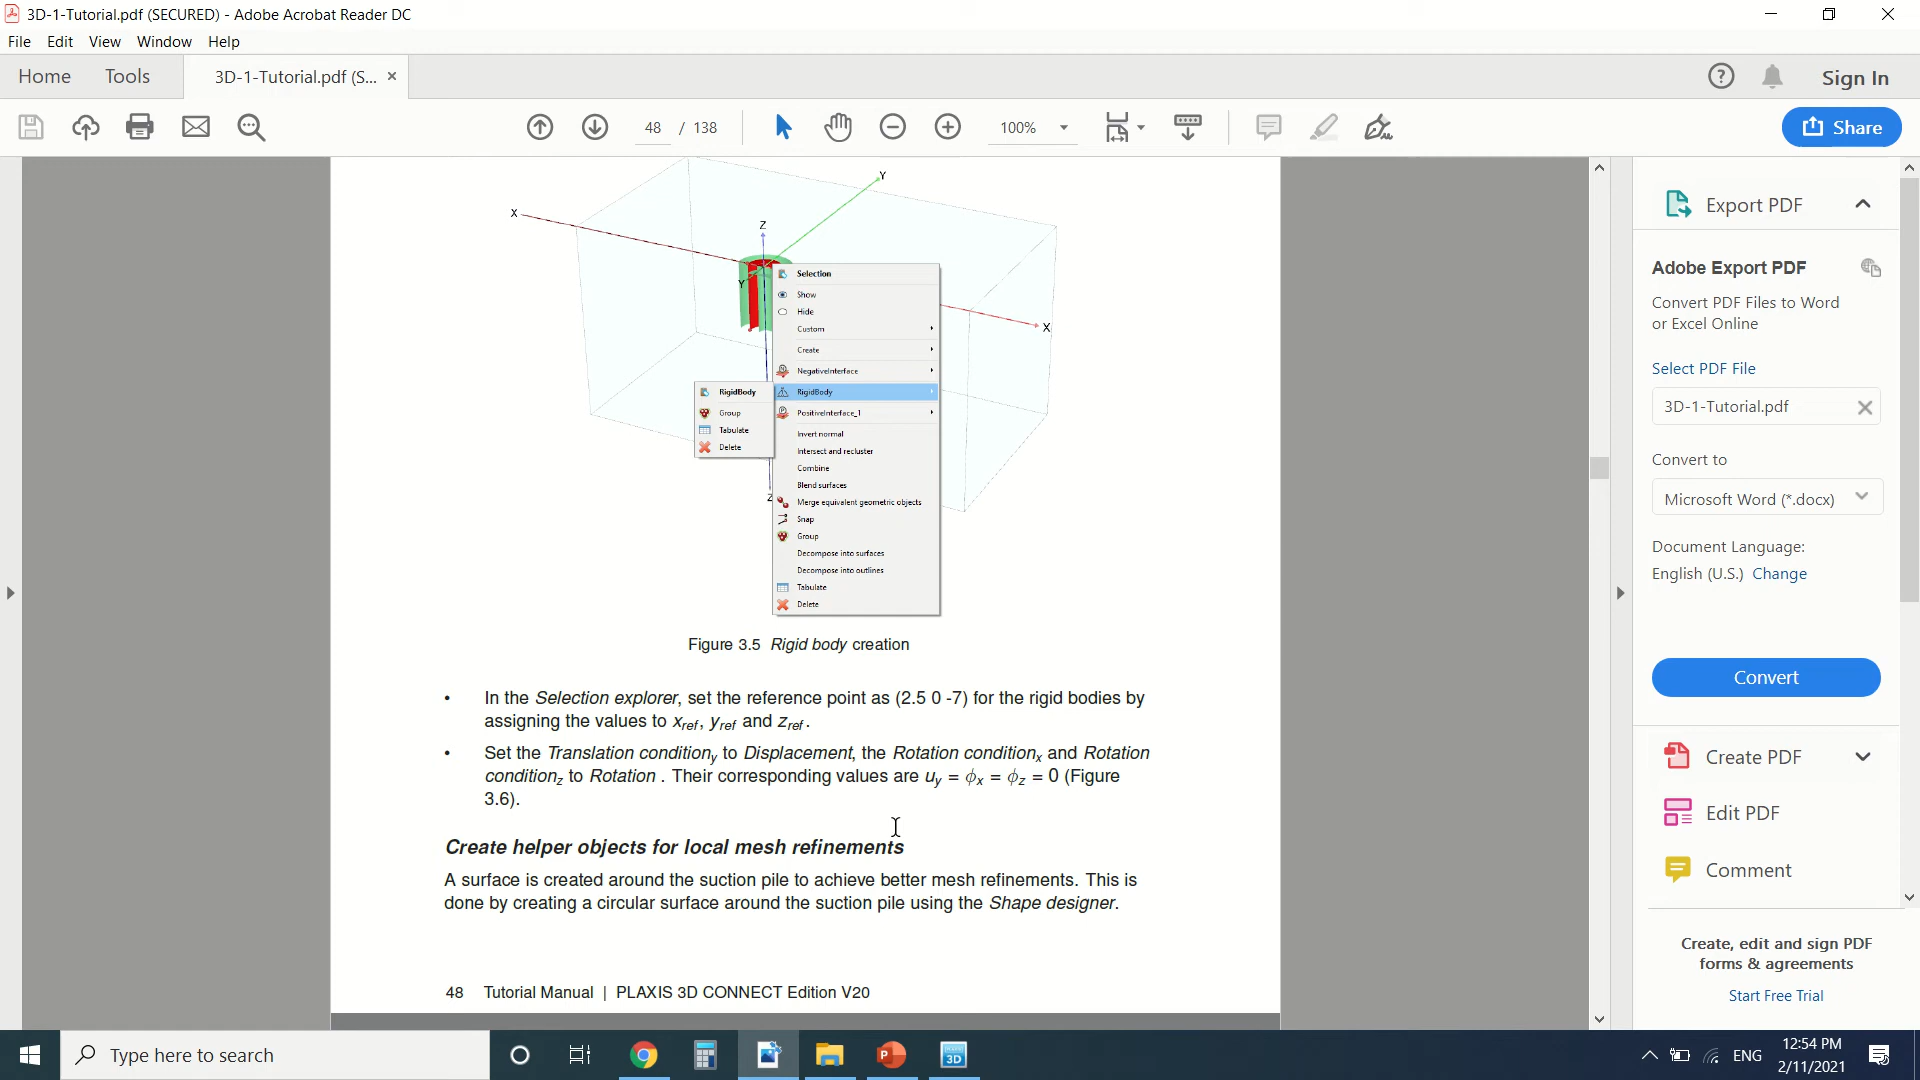 3D-1-Tutorial.pdf (SECURED) - Adobe Acrobat Reader DC
File Edit View Window Help
Home Tools 3D-1-Tutorial.pdf (S... × Sign In
48 / 138 100% Share
Y
X
Z
Y
X
Z
Selection
Show
Hide
Custom
Create
NegativeInterface
RigidBody
PositiveInterface_1
Invert normal
Intersect and recluster
Combine
Blend surfaces
Merge equivalent geometric objects
Snap
Group
Decompose into surfaces
Decompose into outlines
Tabulate
Delete
RigidBody
Group
Tabulate
Delete
Figure 3.5 Rigid body creation
• In the Selection explorer, set the reference point as (2.5 0 -7) for the rigid bodies by
assigning the values to xref, yref and zref.
• Set the Translation conditiony to Displacement, the Rotation conditionx and Rotation
conditionz to Rotation . Their corresponding values are uy = ϕx = ϕz = 0 (Figure
3.6).
Create helper objects for local mesh refinements
A surface is created around the suction pile to achieve better mesh refinements. This is
done by creating a circular surface around the suction pile using the Shape designer.
48 Tutorial Manual | PLAXIS 3D CONNECT Edition V20
Export PDF
Adobe Export PDF
Convert PDF Files to Word
or Excel Online
Select PDF File
3D-1-Tutorial.pdf
Convert to
Microsoft Word (*.docx)
Document Language:
English (U.S.) Change
Convert
Create PDF
Edit PDF
Comment
Create, edit and sign PDF
forms & agreements
Start Free Trial
Type here to search
3D
ENG
12:54 PM
2/11/2021